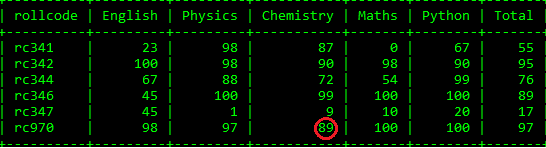 rollcode | English | Physics | Chemistry | Maths | Python | Total
rc341 | 23 | 98 | 87 | 0 | 67 | 55
rc342 | 100 | 98 | 90 | 98 | 90 | 95
rc344 | 67 | 88 | 72 | 54 | 99 | 76
rc346 | 45 | 100 | 99 | 100 | 100 | 89
rc347 | 45 | 1 | 9 | 10 | 20 | 17
rc970 | 98 | 97 | 89 | 100 | 100 | 97